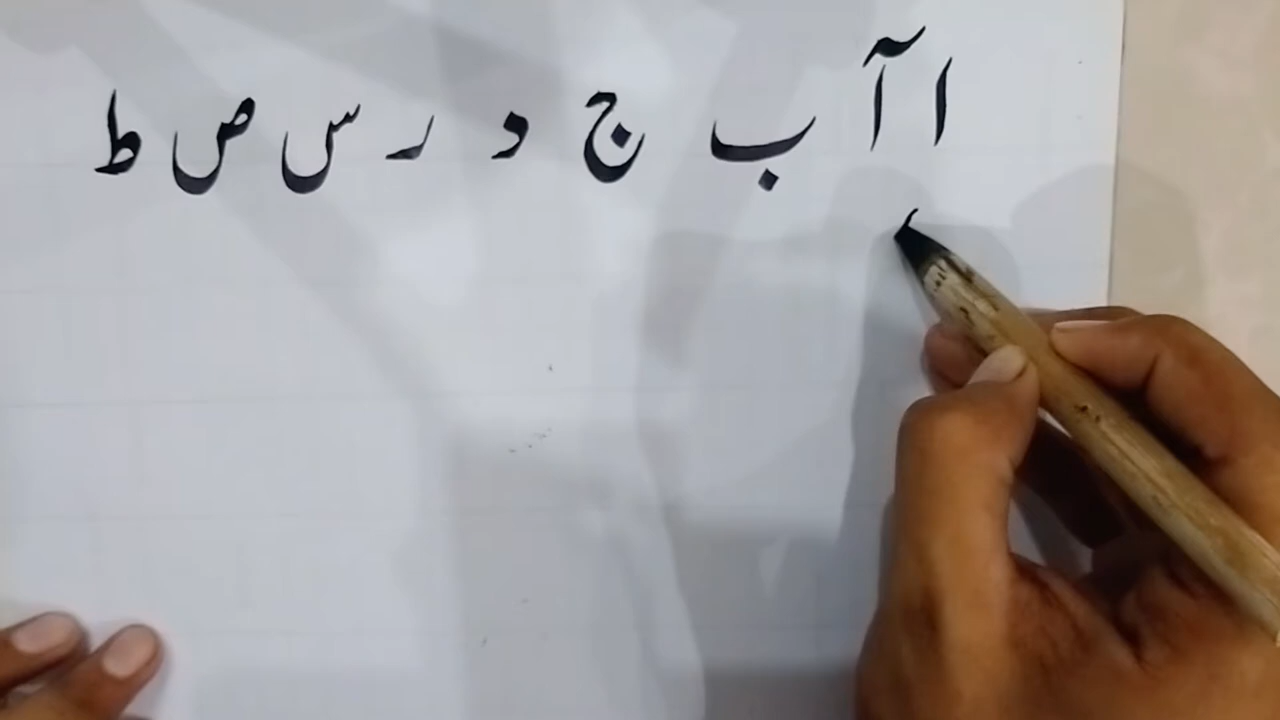 ا آ ب ج د ر س ص ط